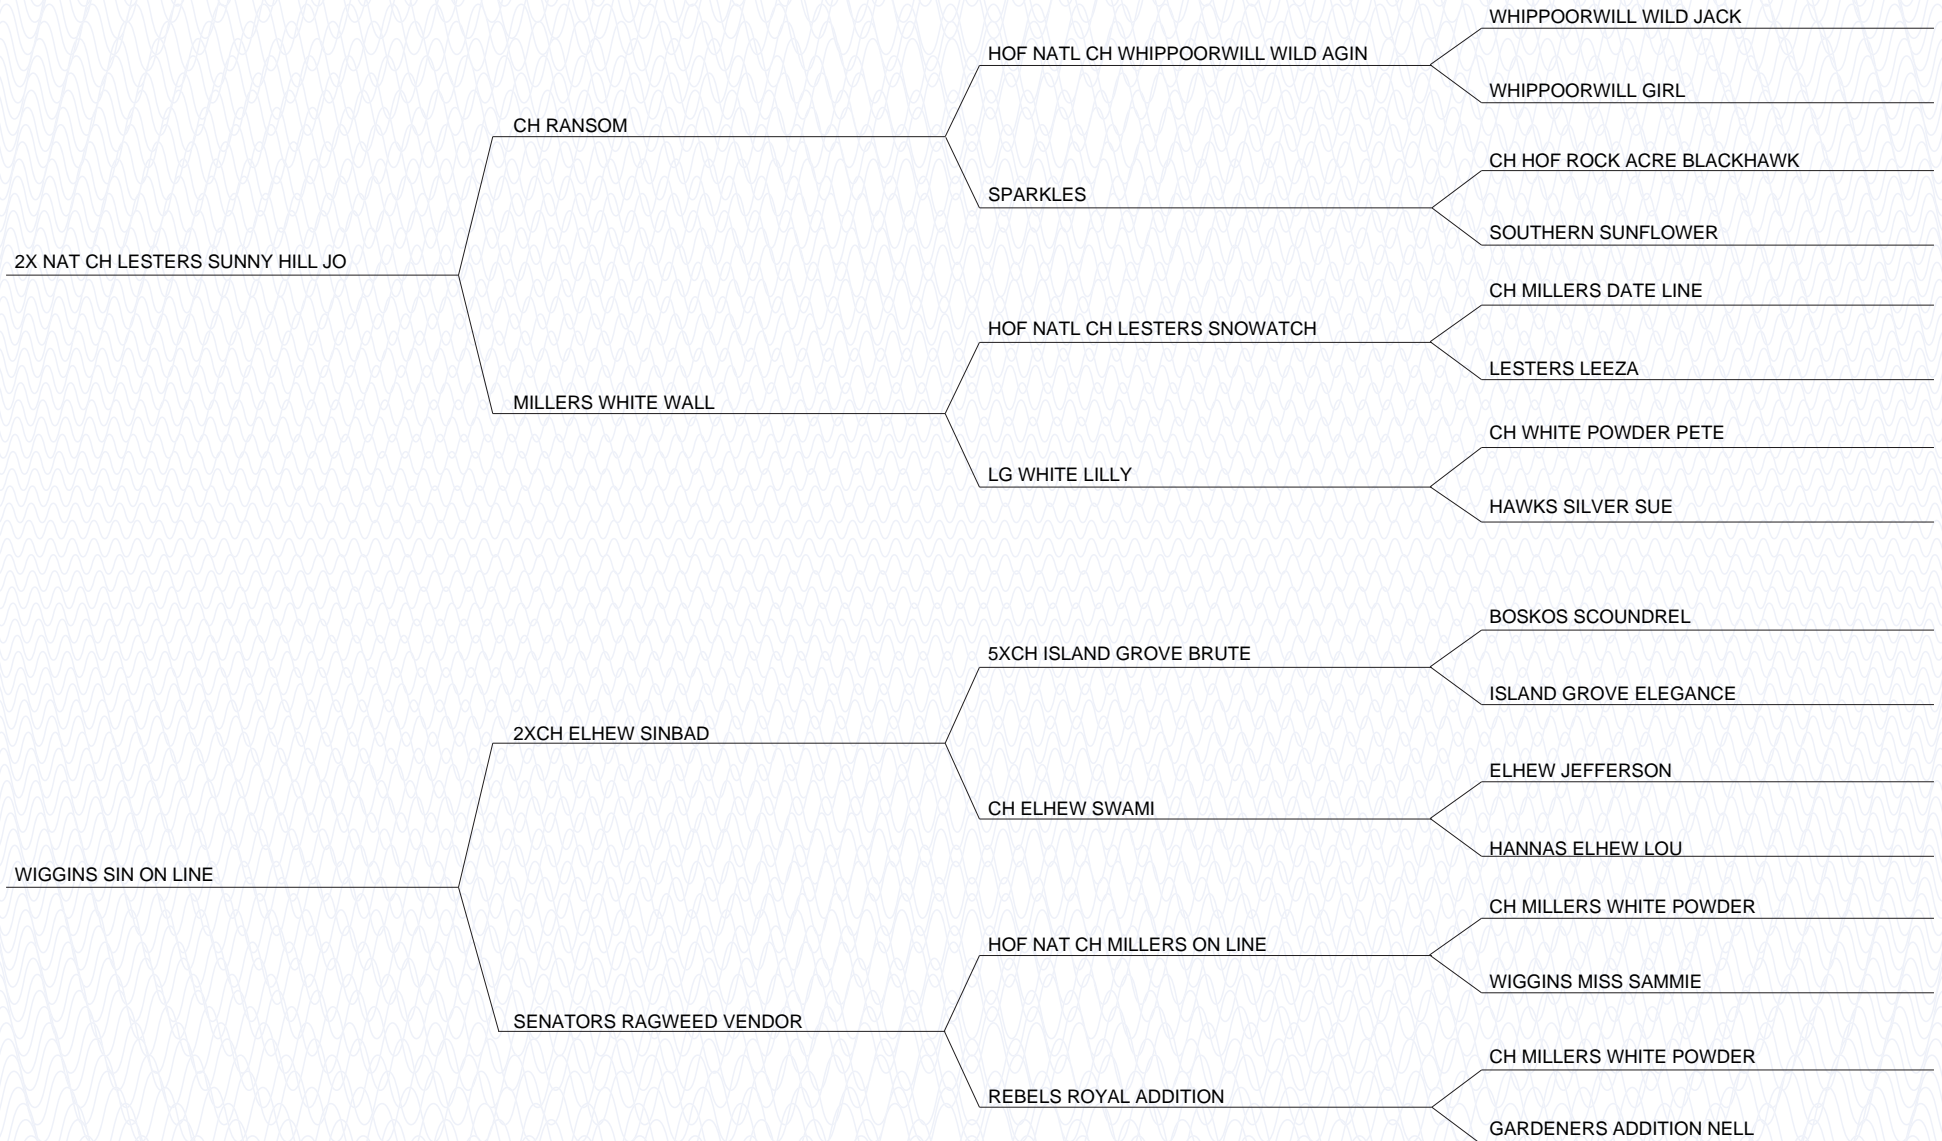 WHIPPOORWILL WILD JACK
HOF NATL CH WHIPPOORWILL WILD AGIN
WHIPPOORWILL GIRL
CH RANSOM
CH HOF ROCK ACRE BLACKHAWK
SPARKLES
SOUTHERN SUNFLOWER
2X NAT CH LESTERS SUNNY HILL JO
CH MILLERS DATE LINE
HOF NATL CH LESTERS SNOWATCH
LESTERS LEEZA
MILLERS WHITE WALL
CH WHITE POWDER PETE
LG WHITE LILLY
HAWKS SILVER SUE
BOSKOS SCOUNDREL
5XCH ISLAND GROVE BRUTE
ISLAND GROVE ELEGANCE
2XCH ELHEW SINBAD
ELHEW JEFFERSON
CH ELHEW SWAMI
HANNAS ELHEW LOU
WIGGINS SIN ON LINE
CH MILLERS WHITE POWDER
HOF NAT CH MILLERS ON LINE
WIGGINS MISS SAMMIE
SENATORS RAGWEED VENDOR
CH MILLERS WHITE POWDER
REBELS ROYAL ADDITION
GARDENERS ADDITION NELL